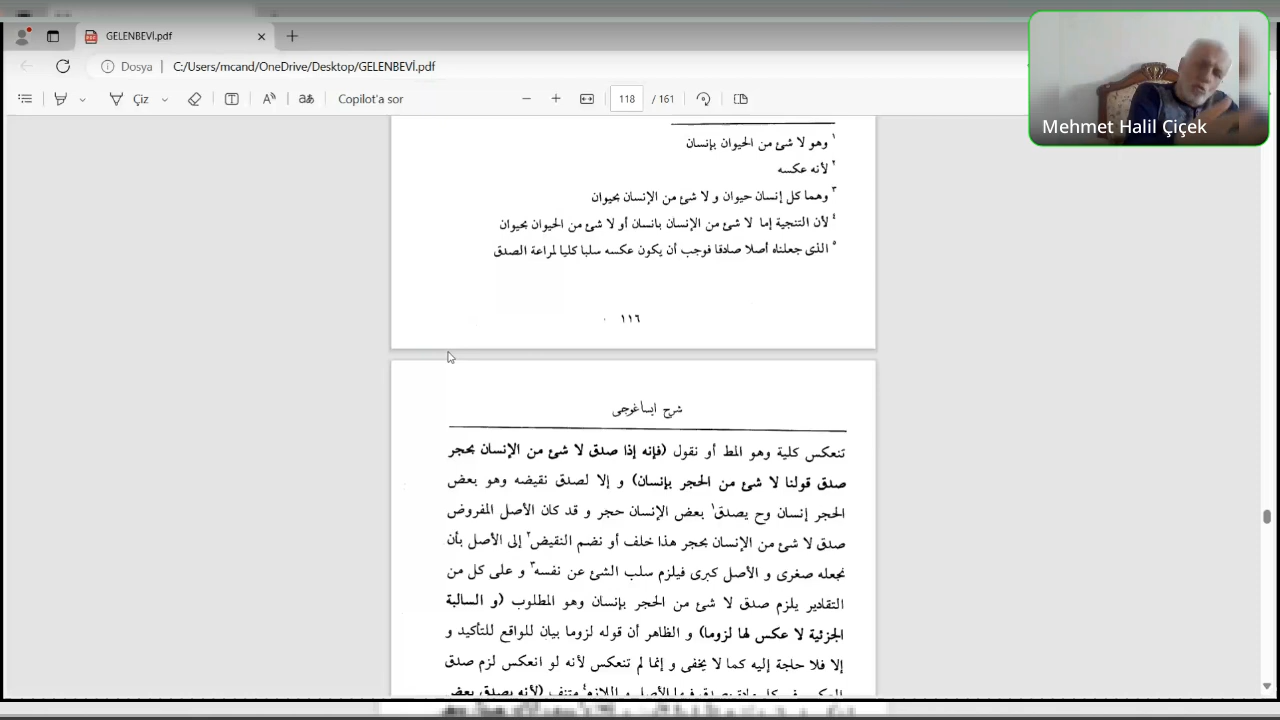 GELENBEVİ.pdf
Dosya
C:/Users/mcand/OneDrive/Desktop/GELENBEVİ.pdf
Çiz
Copilot'a sor
118 / 161
Mehmet Halil Çiçek
١ وهو لا شئ من الحيوان بإنسان
٢ لأنه عكسه
٣ وهما كل إنسان حيوان و لا شئ من الإنسان بحيوان
٤ لأن التنجية إما لا شئ من الإنسان بانسان أو لا شئ من الحيوان بحيوان
٥ الذى جعلناه أصلا صادقا فوجب أن يكون عكسه سلبا كليا لمراعة الصدق
١١٦
شرح ايساغوجى
تنعكس كلية وهو المط أو نقول (فإنه إذا صدق لا شئ من الإنسان بحجر
صدق قولنا لا شئ من الحجر بإنسان) و إلا لصدق نقيضه وهو بعض
الحجر إنسان وح يصدق١ بعض الإنسان حجر و قد كان الأصل المفروض
صدق لا شئ من الإنسان بحجر هذا خلف أو نضم النقيض٢ إلى الأصل بأن
نجعله صغرى و الأصل كبرى فيلزم سلب الشئ عن نفسه٣ و على كل من
التقادير يلزم صدق لا شئ من الحجر بإنسان وهو المطلوب (و السالبة
الجزئية لا عكس لها لزوما) و الظاهر أن قوله لزوما بيان للواقع للتأكيد و
إلا فلا حاجة إليه كما لا يخفى و إنما لم تنعكس لأنه لو انعكس لزم صدق